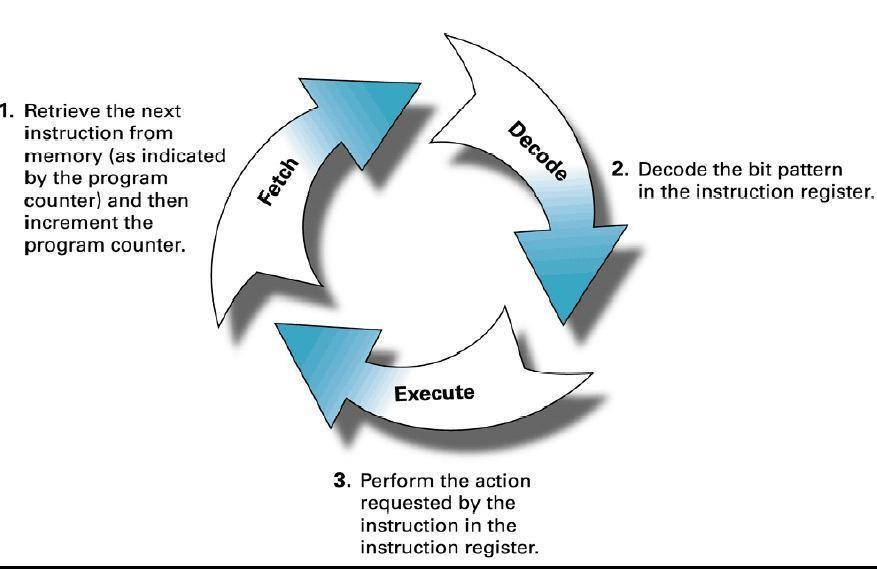 Fetch
Decode
Execute
1. Retrieve the next
instruction from
memory (as indicated
by the program
counter) and then
increment the
program counter.
2. Decode the bit pattern
in the instruction register.
3. Perform the action
requested by the
instruction in the
instruction register.